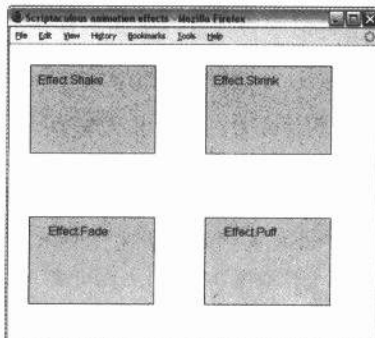 Scriptaculous animation effects - Mozilla Firefox
File Edit View History Bookmarks Tools Help
Effect.Shake Effect.Shrink
Effect.Fade Effect.Puff